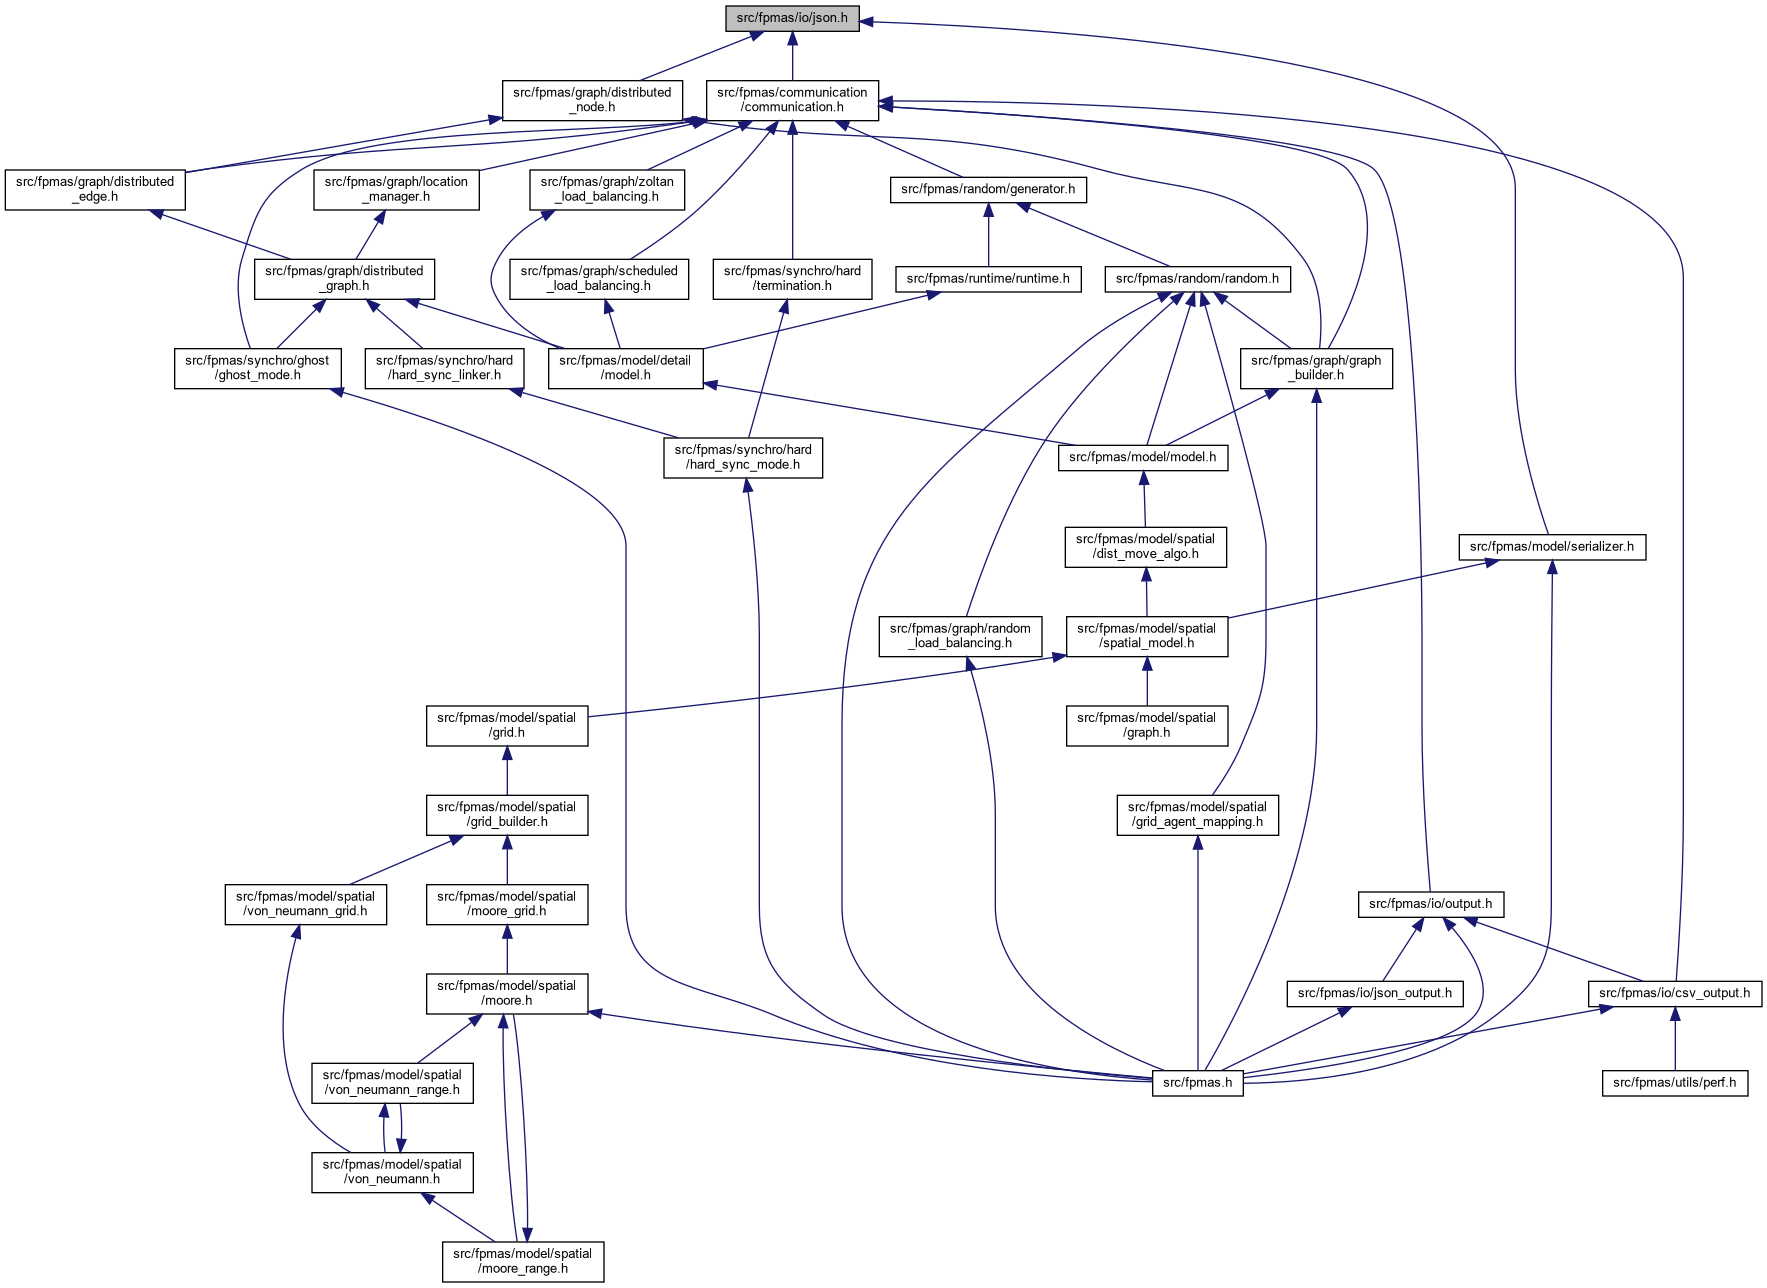 src/fpmas/io/json.h
src/fpmas/graph/distributed
_node.h
src/fpmas/communication
/communication.h
src/fpmas/graph/distributed
_edge.h
src/fpmas/graph/location
_manager.h
src/fpmas/graph/zoltan
_load_balancing.h
src/fpmas/random/generator.h
src/fpmas/graph/distributed
_graph.h
src/fpmas/graph/scheduled
_load_balancing.h
src/fpmas/synchro/hard
/termination.h
src/fpmas/runtime/runtime.h
src/fpmas/random/random.h
src/fpmas/synchro/ghost
/ghost_mode.h
src/fpmas/synchro/hard
/hard_sync_linker.h
src/fpmas/model/detail
/model.h
src/fpmas/graph/graph
_builder.h
src/fpmas/synchro/hard
/hard_sync_mode.h
src/fpmas/model/model.h
src/fpmas/model/spatial
/dist_move_algo.h
src/fpmas/model/serializer.h
src/fpmas/graph/random
_load_balancing.h
src/fpmas/model/spatial
/spatial_model.h
src/fpmas/model/spatial
/grid.h
src/fpmas/model/spatial
/graph.h
src/fpmas/model/spatial
/grid_builder.h
src/fpmas/model/spatial
/grid_agent_mapping.h
src/fpmas/model/spatial
/von_neumann_grid.h
src/fpmas/model/spatial
/moore_grid.h
src/fpmas/io/output.h
src/fpmas/model/spatial
/moore.h
src/fpmas/io/json_output.h
src/fpmas/io/csv_output.h
src/fpmas/model/spatial
/von_neumann_range.h
src/fpmas.h
src/fpmas/utils/perf.h
src/fpmas/model/spatial
/von_neumann.h
src/fpmas/model/spatial
/moore_range.h